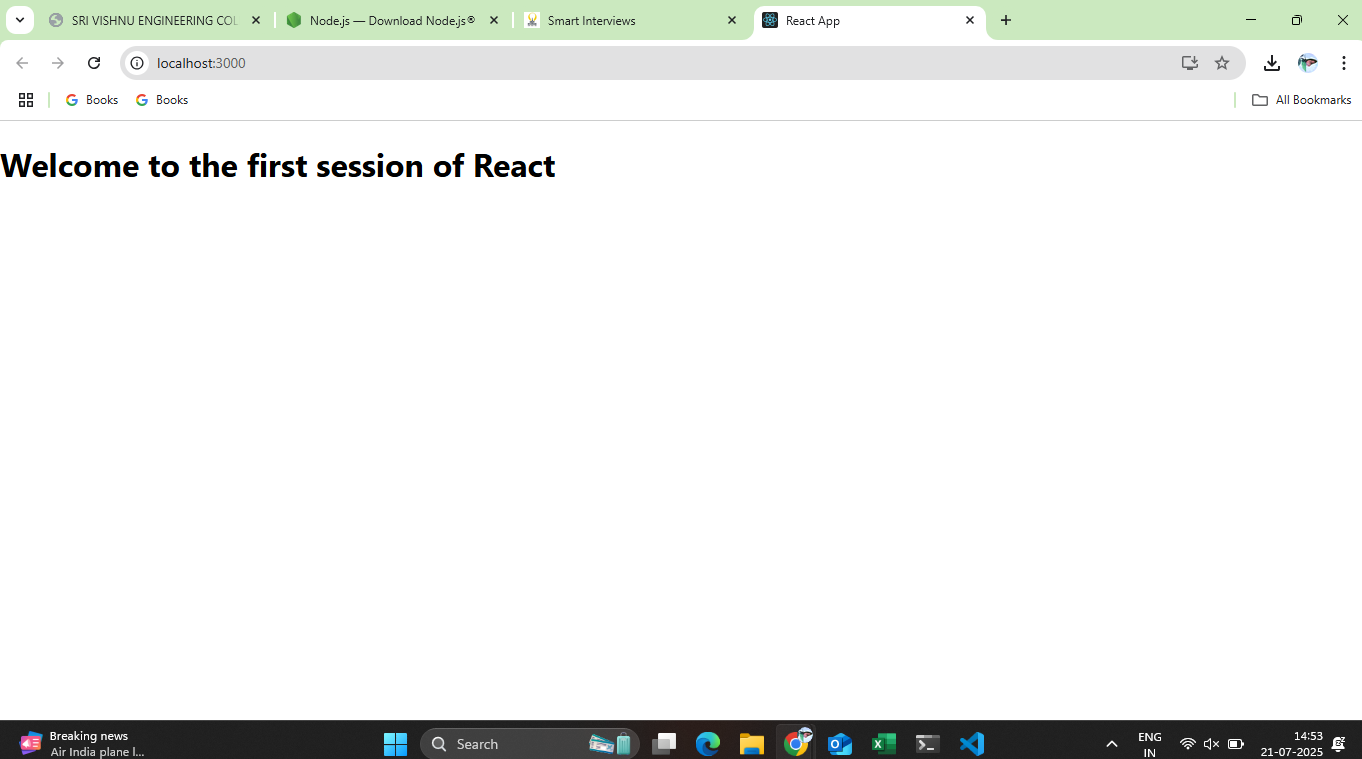 SRI VISHNU ENGINEERING COL
Node.js — Download Node.js®
Smart Interviews
React App
localhost:3000
Books
Books
All Bookmarks
Welcome to the first session of React
Breaking news
Air India plane l...
Search
ENG
IN
14:53
21-07-2025